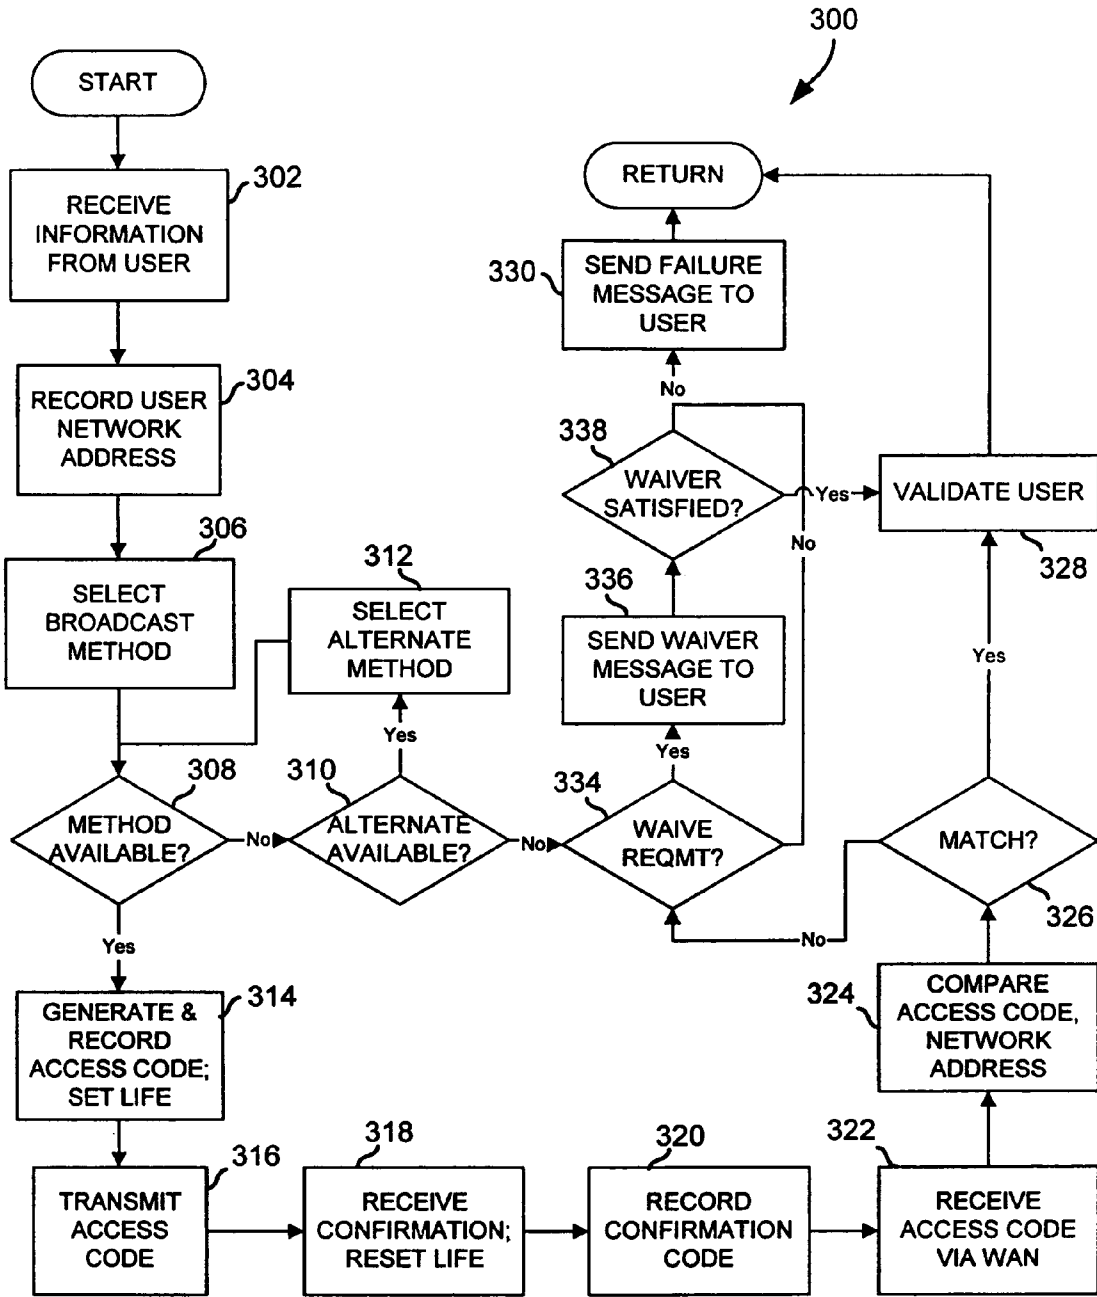 300
START
302
RECEIVE
INFORMATION
FROM USER
RETURN
330
SEND FAILURE
MESSAGE TO
USER
No
304
RECORD USER
NETWORK
ADDRESS
338
WAIVER
SATISFIED?
Yes
No
VALIDATE USER
328
306
SELECT
BROADCAST
METHOD
312
SELECT
ALTERNATE
METHOD
Yes
336
SEND WAIVER
MESSAGE TO
USER
Yes
Yes
308
METHOD
AVAILABLE?
No
310
ALTERNATE
AVAILABLE?
No
334
WAIVE
REQMT?
MATCH?
326
No
Yes
314
GENERATE &
RECORD
ACCESS CODE;
SET LIFE
324
COMPARE
ACCESS CODE,
NETWORK
ADDRESS
316
TRANSMIT
ACCESS
CODE
318
RECEIVE
CONFIRMATION;
RESET LIFE
320
RECORD
CONFIRMATION
CODE
322
RECEIVE
ACCESS CODE
VIA WAN